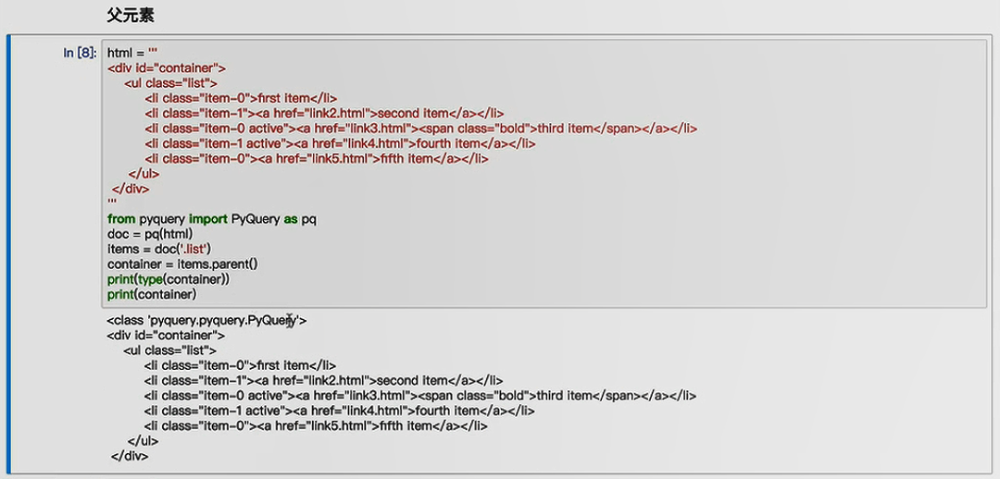 父元素
In [8]: html = '''
<div id="container">
    <ul class="list">
         <li class="item-0">first item</li>
         <li class="item-1"><a href="link2.html">second item</a></li>
         <li class="item-0 active"><a href="link3.html"><span class="bold">third item</span></a></li>
         <li class="item-1 active"><a href="link4.html">fourth item</a></li>
         <li class="item-0"><a href="link5.html">fifth item</a></li>
     </ul>
 </div>
'''
from pyquery import PyQuery as pq
doc = pq(html)
items = doc('.list')
container = items.parent()
print(type(container))
print(container)
<class 'pyquery.pyquery.PyQuery'>
<div id="container">
    <ul class="list">
         <li class="item-0">first item</li>
         <li class="item-1"><a href="link2.html">second item</a></li>
         <li class="item-0 active"><a href="link3.html"><span class="bold">third item</span></a></li>
         <li class="item-1 active"><a href="link4.html">fourth item</a></li>
         <li class="item-0"><a href="link5.html">fifth item</a></li>
     </ul>
 </div>